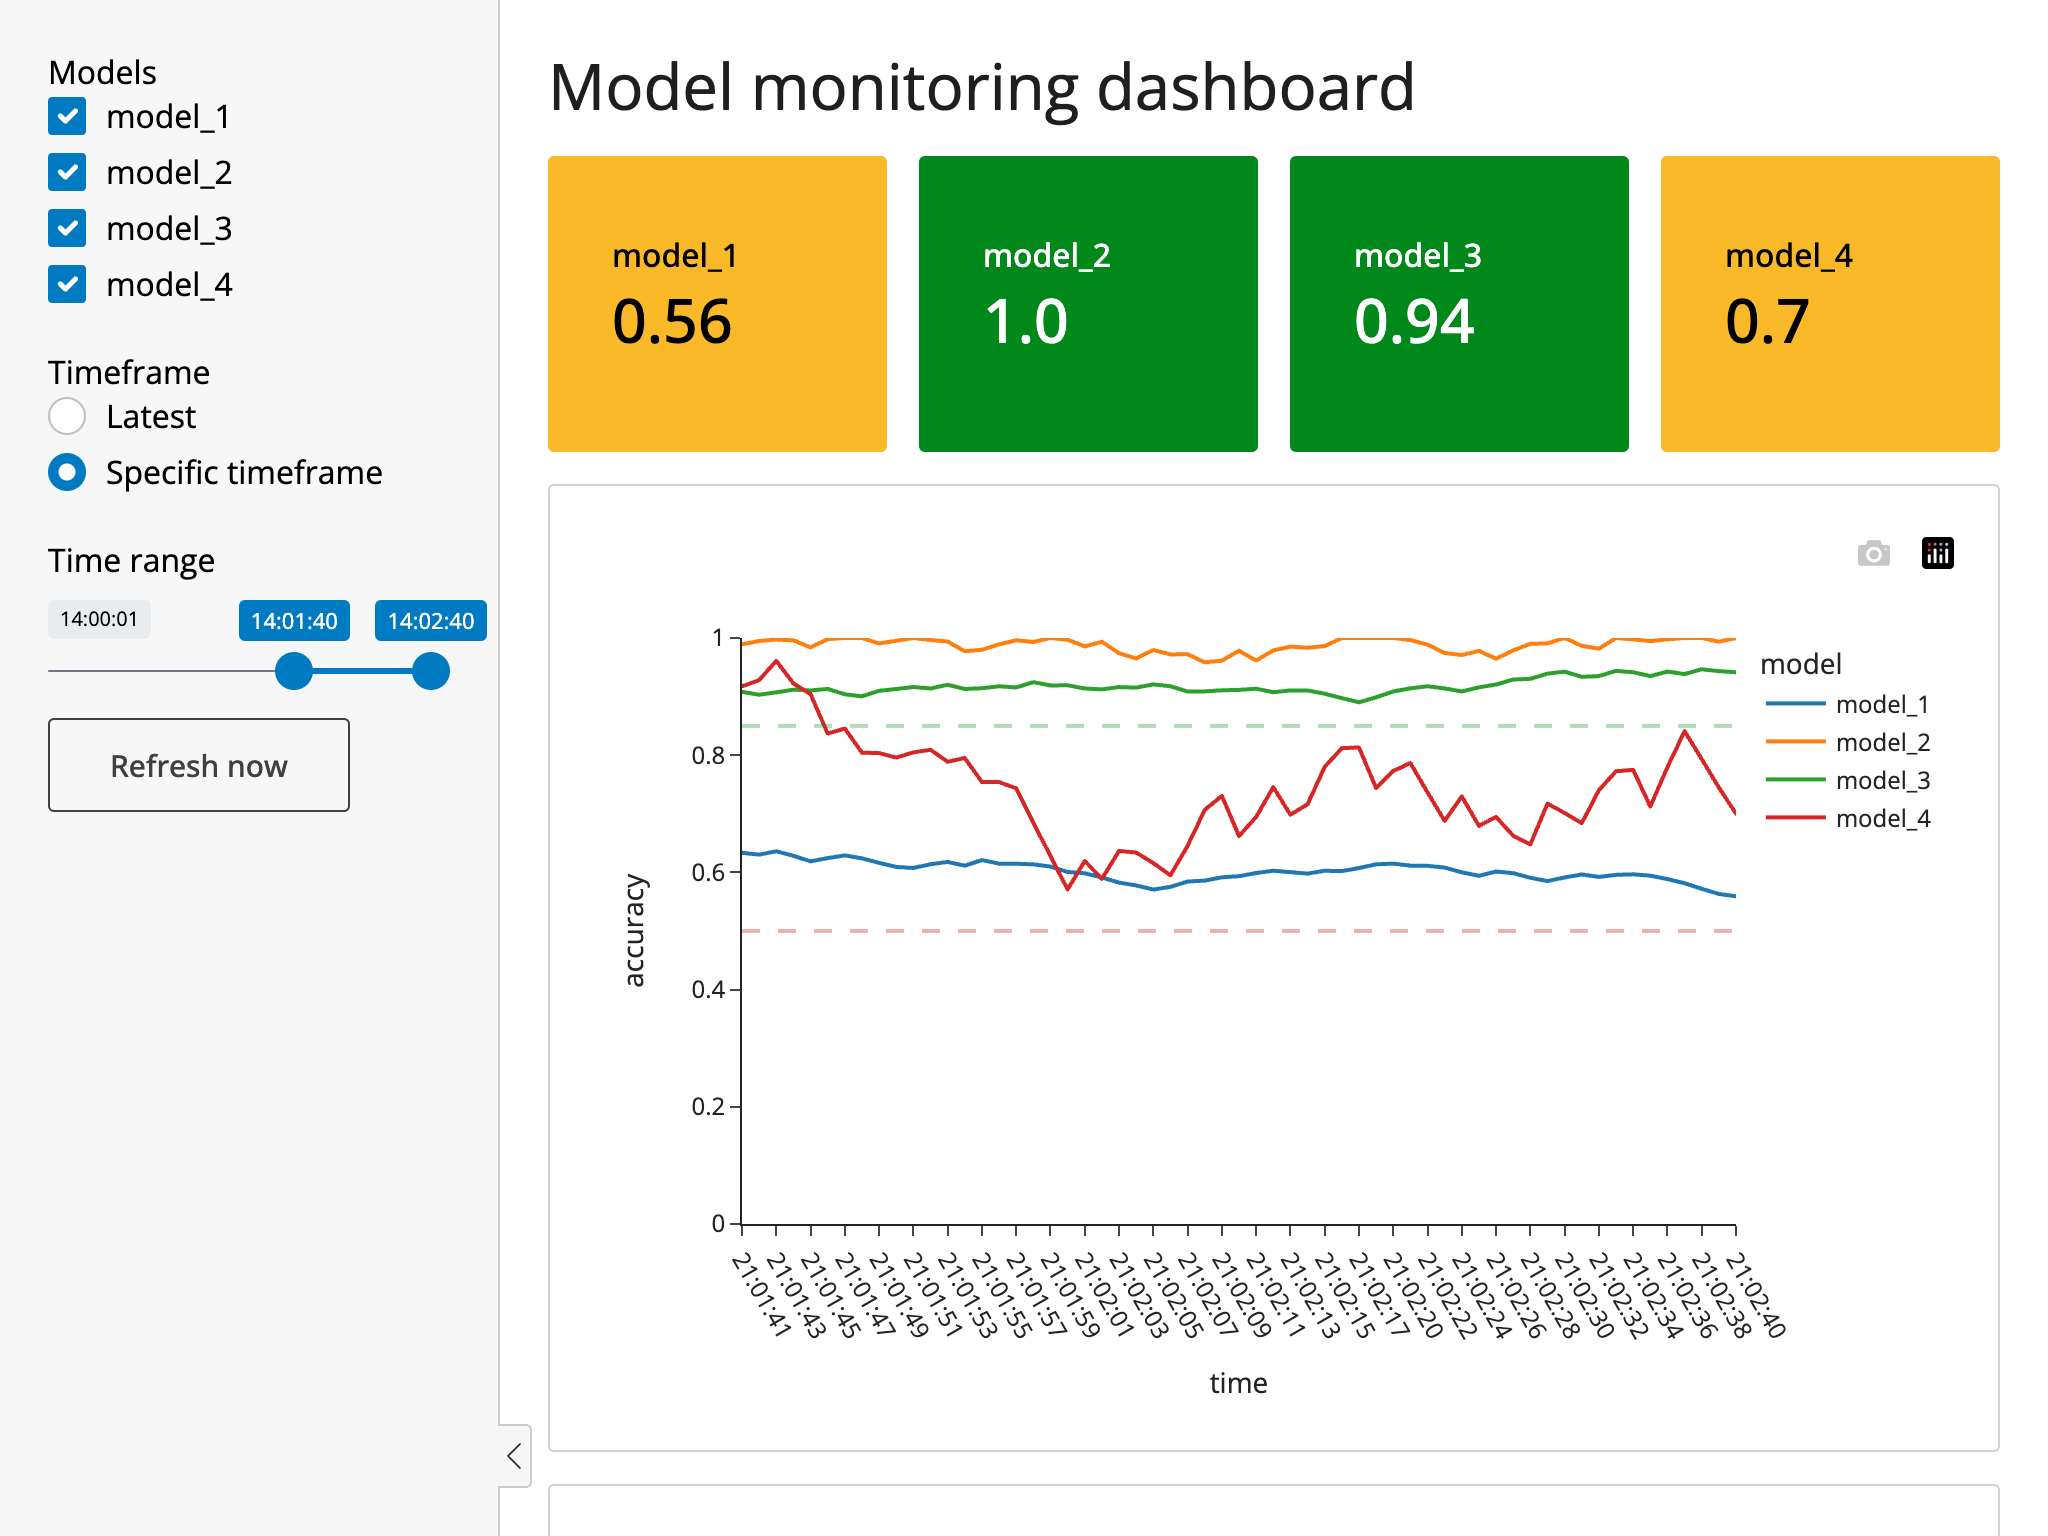 Models
model_1
model_2
model_3
model_4
Timeframe
Latest
Specific timeframe
Time range
14:00:01
14:01:40
14:02:40
Refresh now
Model monitoring dashboard
model_1
0.56
model_2
1.0
model_3
0.94
model_4
0.7
1
0.8
0.6
0.4
0.2
0
accuracy
21:01:41
21:01:43
21:01:45
21:01:47
21:01:49
21:01:51
21:01:53
21:01:55
21:01:57
21:01:59
21:02:01
21:02:03
21:02:05
21:02:07
21:02:09
21:02:11
21:02:13
21:02:15
21:02:17
21:02:20
21:02:22
21:02:24
21:02:26
21:02:28
21:02:30
21:02:32
21:02:34
21:02:36
21:02:38
21:02:40
time
model
model_1
model_2
model_3
model_4